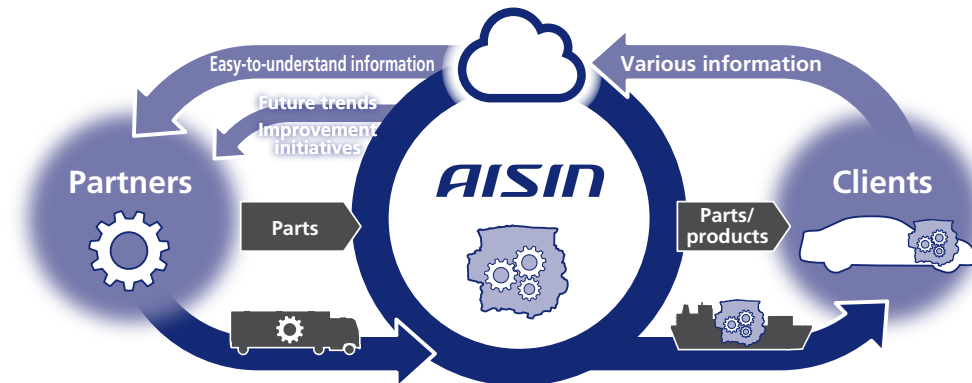 Easy-to-understand information
Various information
Future trends
Improvement
initiatives
Partners
AISIN
Clients
Parts
Parts/
products